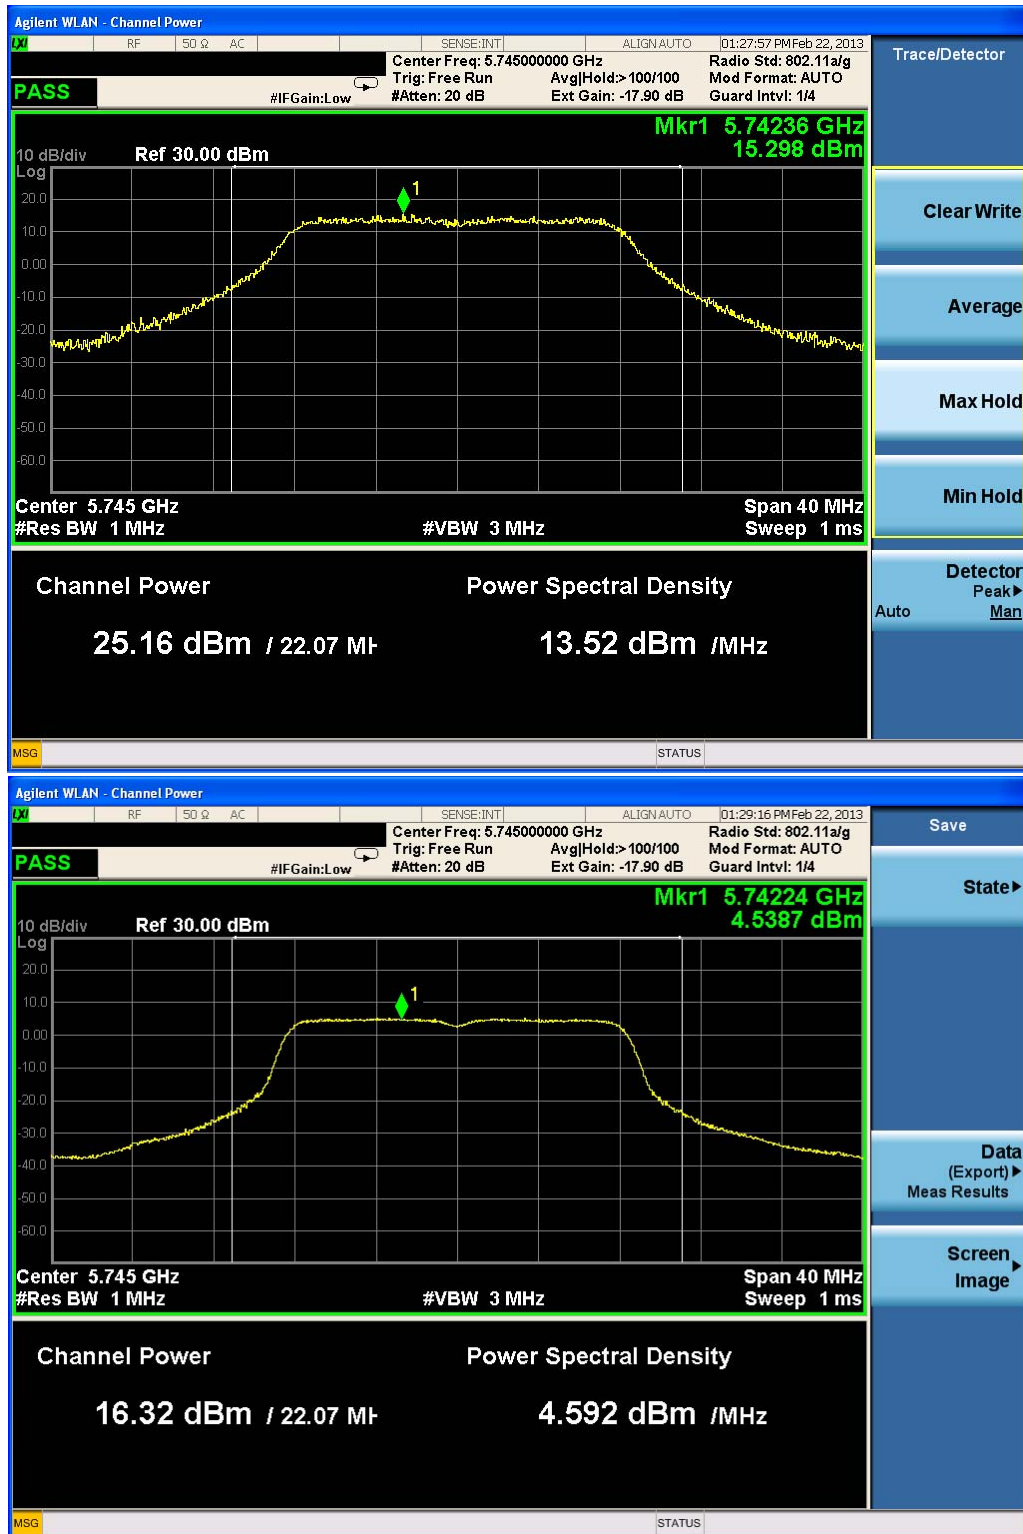 Agilent WLAN - Channel Power
LXI RF 50 Ω AC SENSE:INT ALIGN AUTO 01:27:57 PM Feb 22, 2013
Center Freq: 5.745000000 GHz Radio Std: 802.11a/g
Trig: Free Run Avg|Hold:>100/100 Mod Format: AUTO
PASS #IFGain:Low #Atten: 20 dB Ext Gain: -17.90 dB Guard Intvl: 1/4
Trace/Detector
Mkr1 5.74236 GHz
15.298 dBm
10 dB/div Ref 30.00 dBm
Log
1
20.0
10.0
0.00
-10.0
-20.0
-30.0
-40.0
-50.0
-60.0
Center 5.745 GHz Span 40 MHz
#Res BW 1 MHz #VBW 3 MHz Sweep 1 ms
Clear Write
Average
Max Hold
Min Hold
Detector
Peak▶
Auto Man
Channel Power Power Spectral Density
25.16 dBm / 22.07 MH 13.52 dBm /MHz
MSG STATUS
Agilent WLAN - Channel Power
LXI RF 50 Ω AC SENSE:INT ALIGN AUTO 01:29:16 PM Feb 22, 2013
Center Freq: 5.745000000 GHz Radio Std: 802.11a/g
Trig: Free Run Avg|Hold:>100/100 Mod Format: AUTO
PASS #IFGain:Low #Atten: 20 dB Ext Gain: -17.90 dB Guard Intvl: 1/4
Save
Mkr1 5.74224 GHz
4.5387 dBm
10 dB/div Ref 30.00 dBm
Log
1
20.0
10.0
0.00
-10.0
-20.0
-30.0
-40.0
-50.0
-60.0
Center 5.745 GHz Span 40 MHz
#Res BW 1 MHz #VBW 3 MHz Sweep 1 ms
State▶
Data
(Export)▶
Meas Results
Screen▶
Image
Channel Power Power Spectral Density
16.32 dBm / 22.07 MH 4.592 dBm /MHz
MSG STATUS